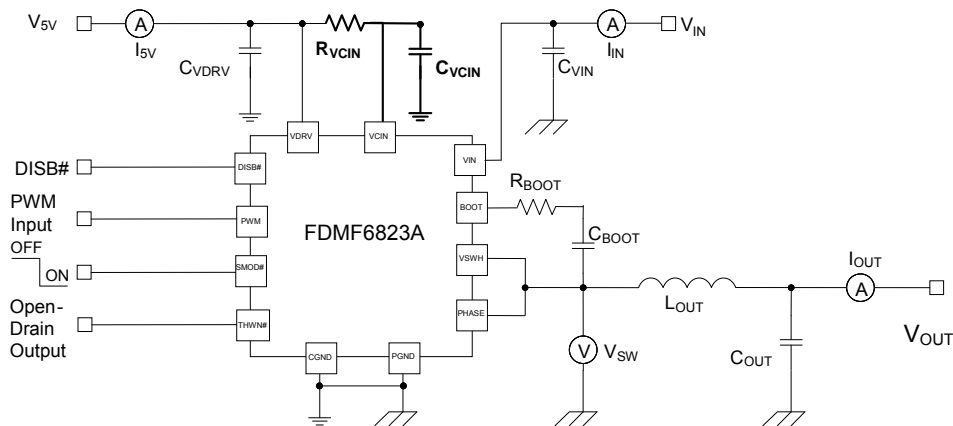 V5V
A
I5V
RVCIN
CVDRV
CVCIN
A
IIN
VIN
CVIN
VDRV
VCIN
DISB#
DISB#
VIN
PWM
Input
PWM
BOOT
RBOOT
CBOOT
FDMF6823A
OFF
ON
SMOD#
VSWH
LOUT
IOUT
A
VOUT
Open-
Drain
Output
THWN#
PHASE
V
VSW
COUT
CGND
PGND